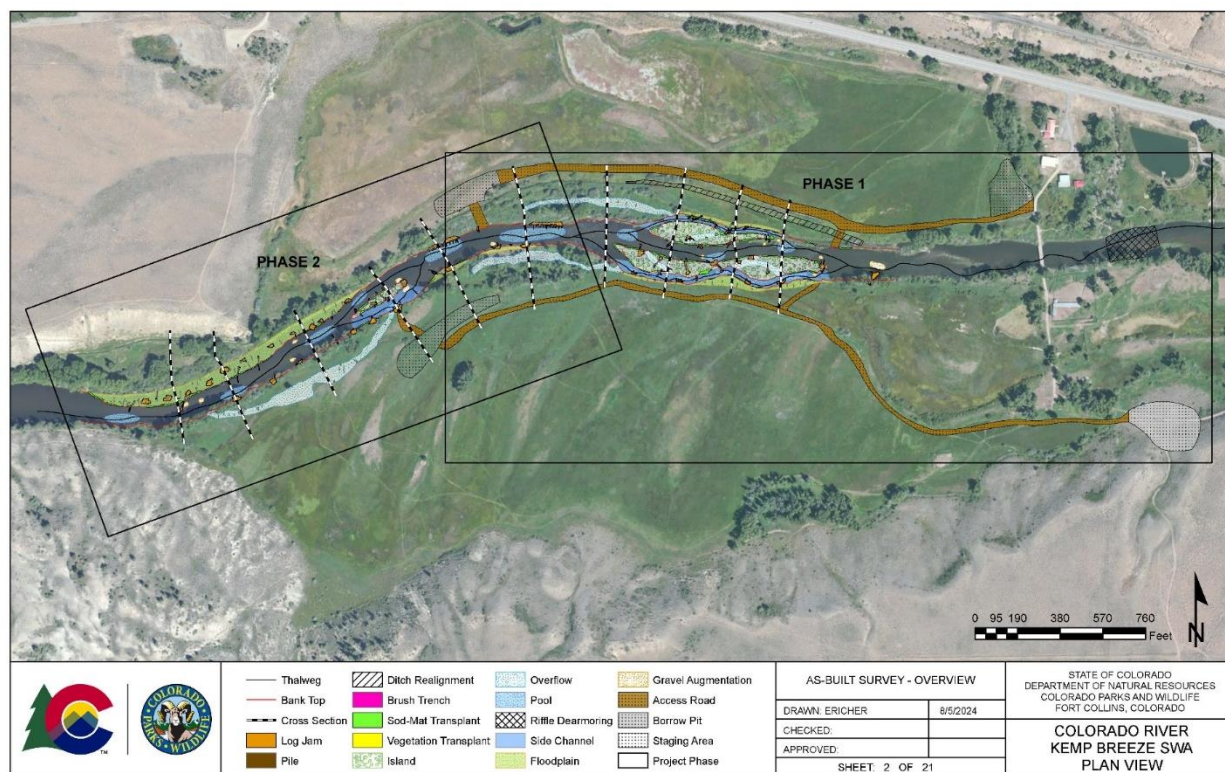 PHASE 1
PHASE 2
0 95 190 380 570 760
Feet
N
COLORADO
PARKS • WILDLIFE
TM
Thalweg
Bank Top
Cross Section
Log Jam
Pile
Ditch Realignment
Brush Trench
Sod-Mat Transplant
Vegetation Transplant
Island
Overflow
Pool
Riffle Dearmoring
Side Channel
Floodplain
Gravel Augmentation
Access Road
Borrow Pit
Staging Area
Project Phase
AS-BUILT SURVEY - OVERVIEW
DRAWN: ERICHER 8/5/2024
CHECKED:
APPROVED:
SHEET: 2 OF 21
STATE OF COLORADO
DEPARTMENT OF NATURAL RESOURCES
COLORADO PARKS AND WILDLIFE
FORT COLLINS, COLORADO
COLORADO RIVER
KEMP BREEZE SWA
PLAN VIEW